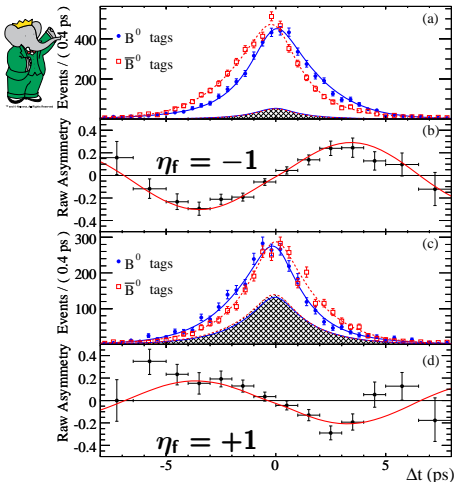 (a)
B⁰ tags
B̅⁰ tags
Events / ( 0.4 ps )
400
200
(b)
η_f = −1
Raw Asymmetry
0.4
0.2
0
-0.2
-0.4
(c)
B⁰ tags
B̅⁰ tags
Events / ( 0.4 ps )
300
200
100
(d)
η_f = +1
Raw Asymmetry
0.4
0.2
0
-0.2
-0.4
-5 0 5
Δt (ps)